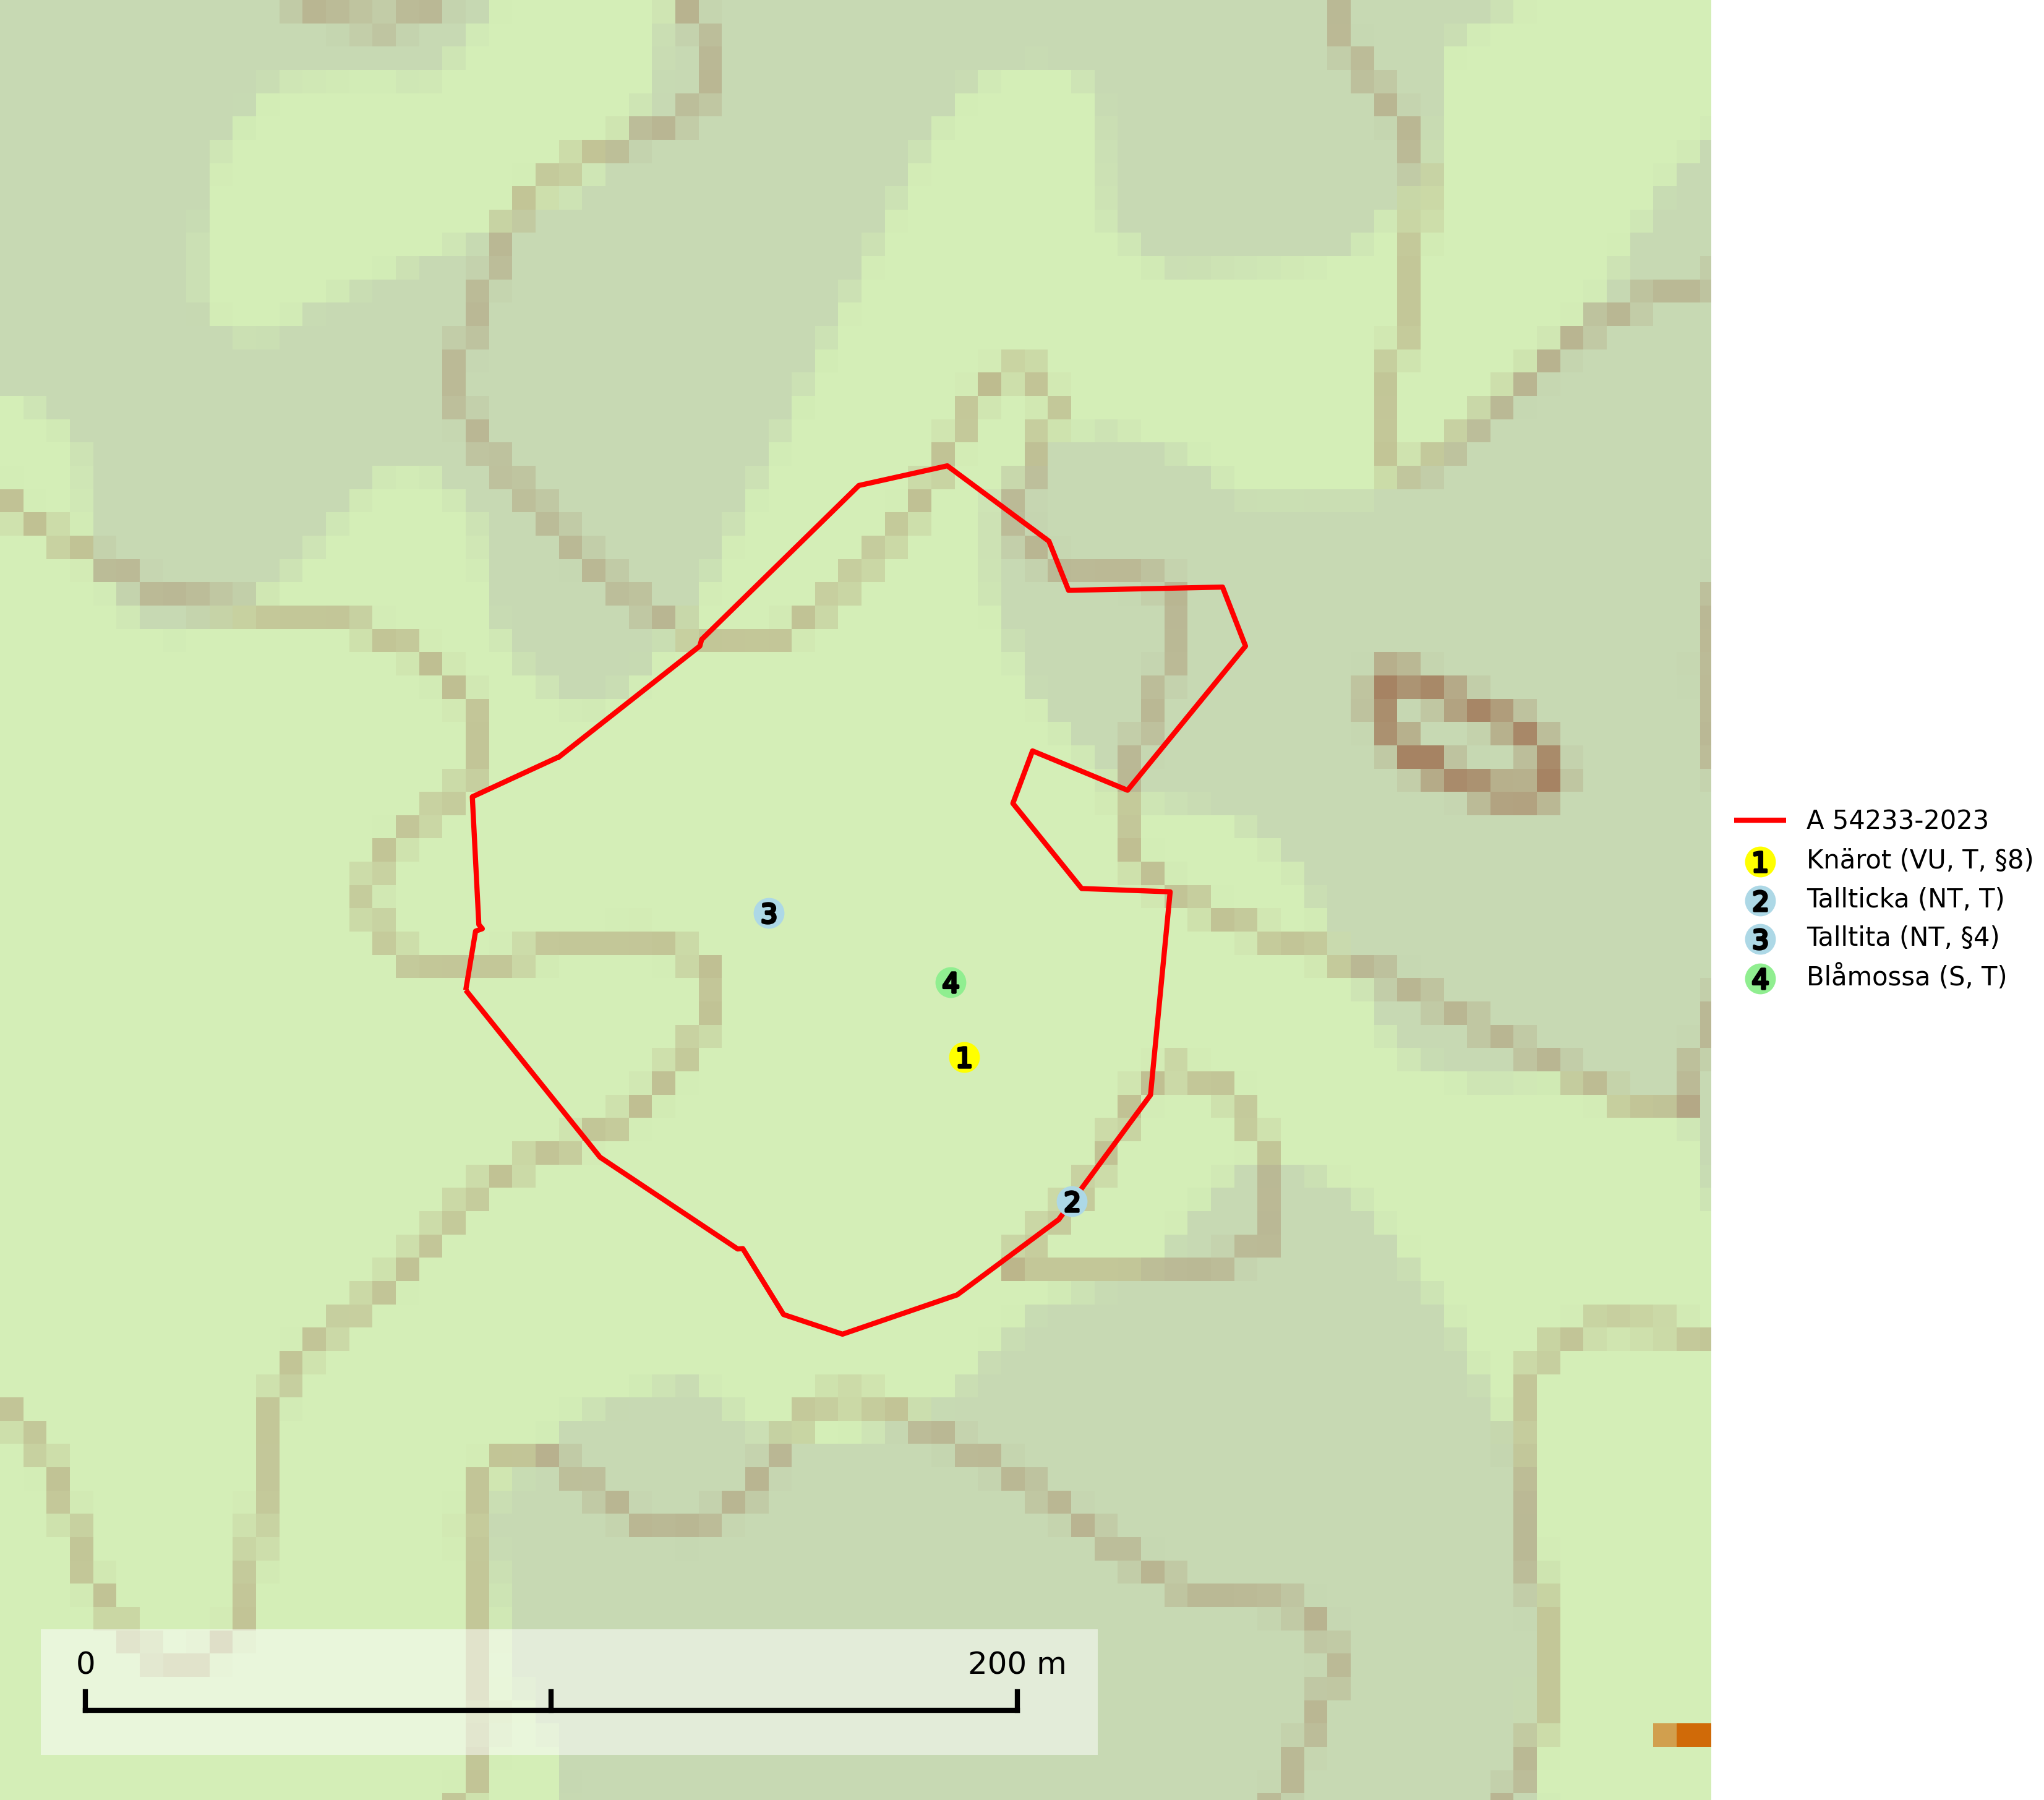 3
4
1
2
A 54233-2023
1 Knärot (VU, T, §8)
2 Tallticka (NT, T)
3 Talltita (NT, §4)
4 Blåmossa (S, T)
0 200 m